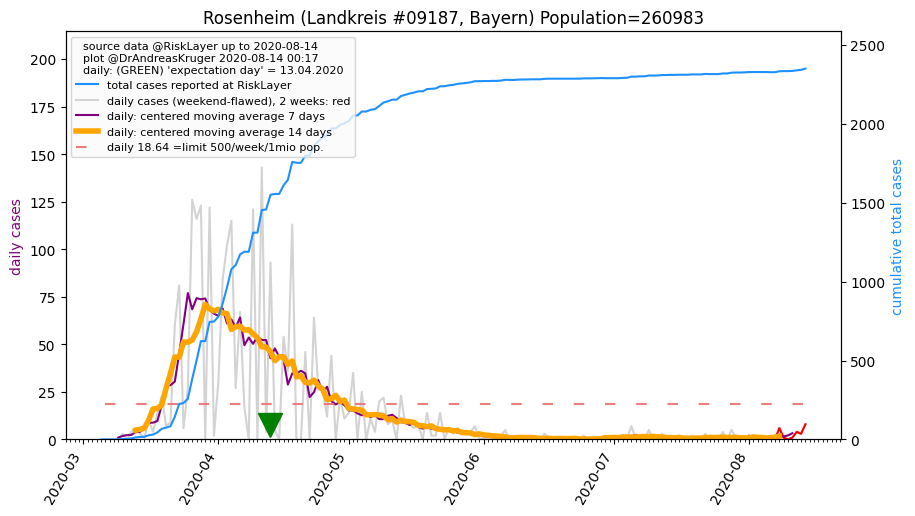 Rosenheim (Landkreis #09187, Bayern) Population=260983
source data @RiskLayer up to 2020-08-14
plot @DrAndreasKruger 2020-08-14 00:17
daily: (GREEN) 'expectation day' = 13.04.2020
total cases reported at RiskLayer
daily cases (weekend-flawed), 2 weeks: red
daily: centered moving average 7 days
daily: centered moving average 14 days
daily 18.64 =limit 500/week/1mio pop.
daily cases
200
175
150
125
100
75
50
25
0
cumulative total cases
2500
2000
1500
1000
500
0
2020-03
2020-04
2020-05
2020-06
2020-07
2020-08